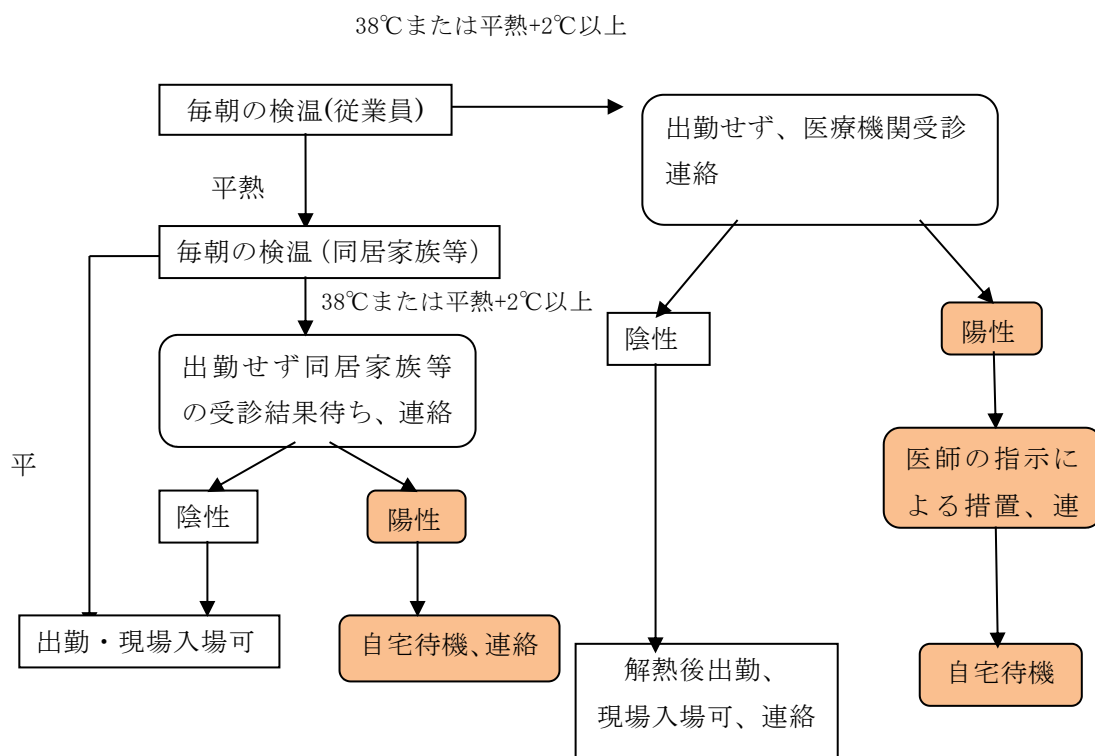 38℃または平熱+2℃以上
毎朝の検温(従業員)
出勤せず、医療機関受診
連絡
平熱
毎朝の検温(同居家族等)
38℃または平熱+2℃以上
陰性
陽性
出勤せず同居家族等
の受診結果待ち、連絡
医師の指示に
よる措置、連
平
陰性
陽性
出勤・現場入場可
自宅待機、連絡
解熱後出勤、
現場入場可、連絡
自宅待機